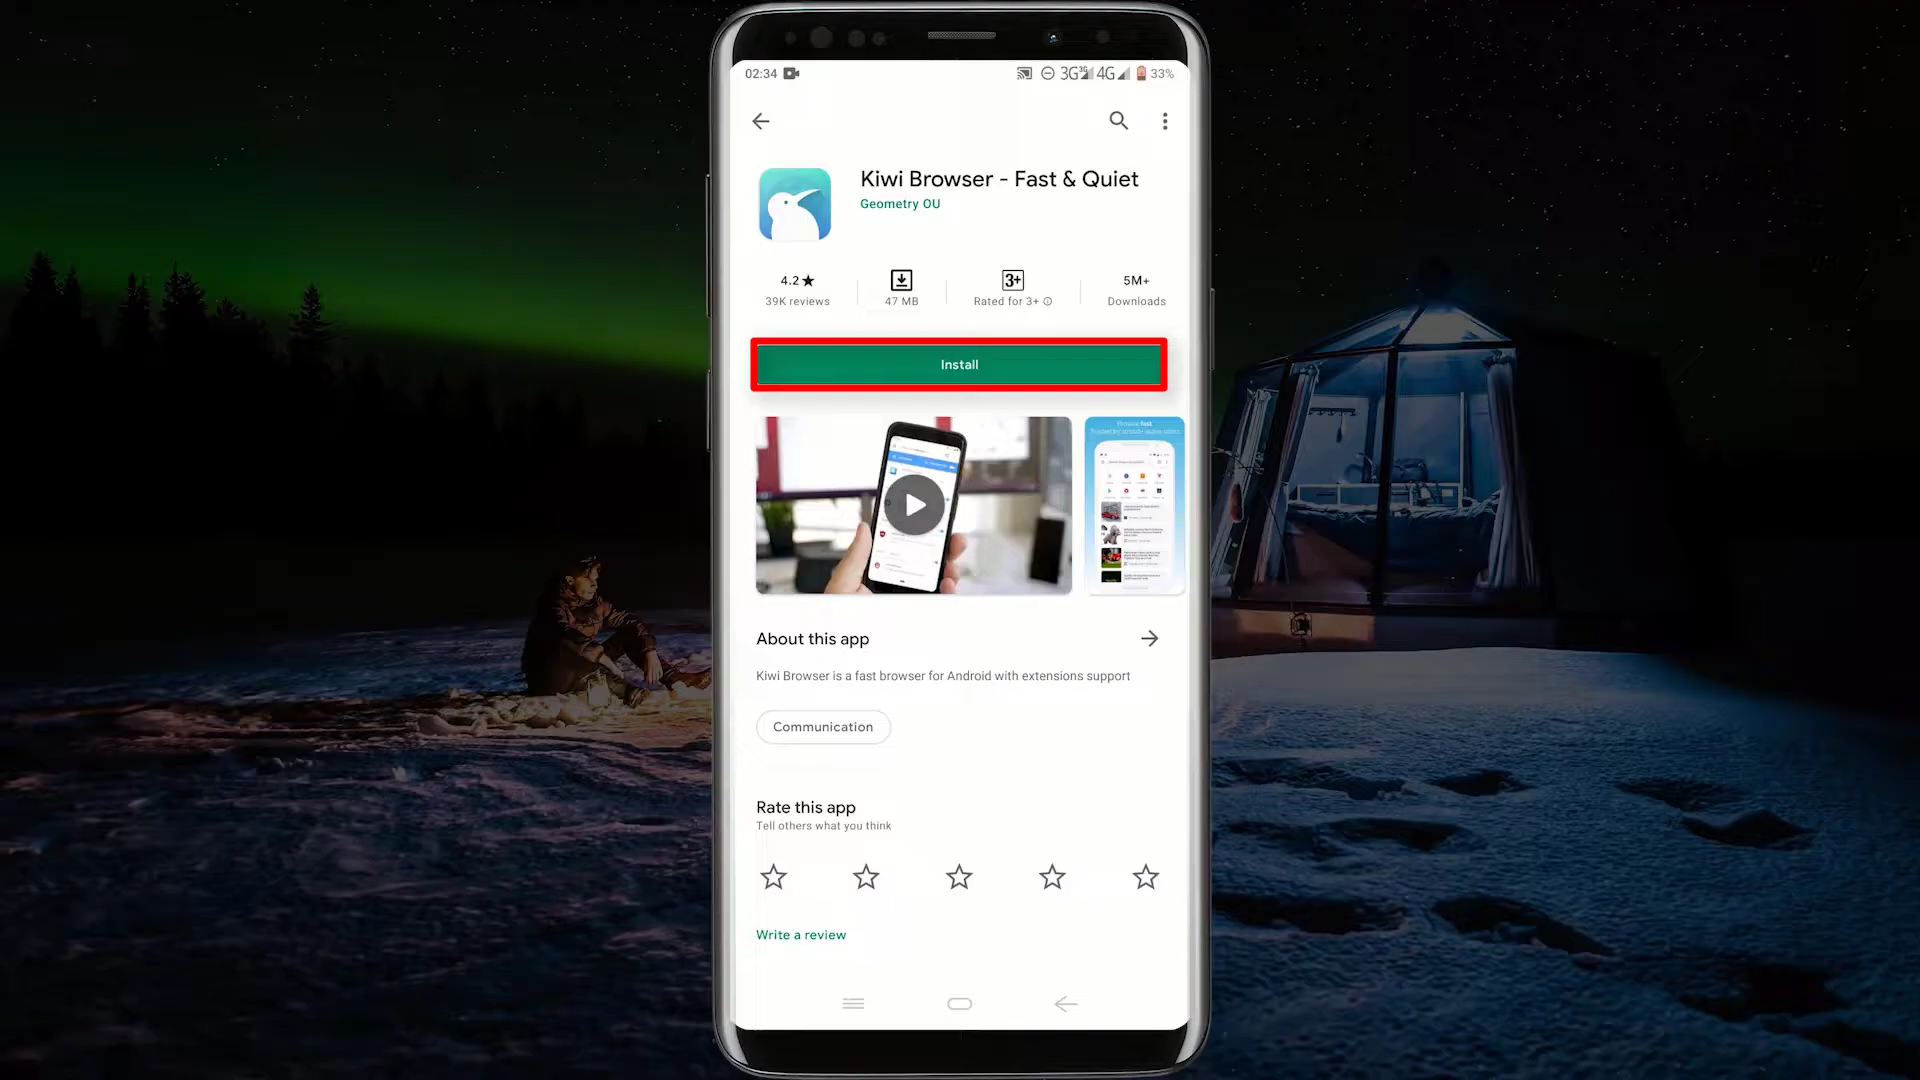 02:34 3G 3G 4G 33%
Kiwi Browser - Fast & Quiet
Geometry OU
4.2★ 3+ 5M+
39K reviews 47 MB Rated for 3+ Downloads
Install
About this app
Kiwi Browser is a fast browser for Android with extensions support
Communication
Rate this app
Tell others what you think
Write a review